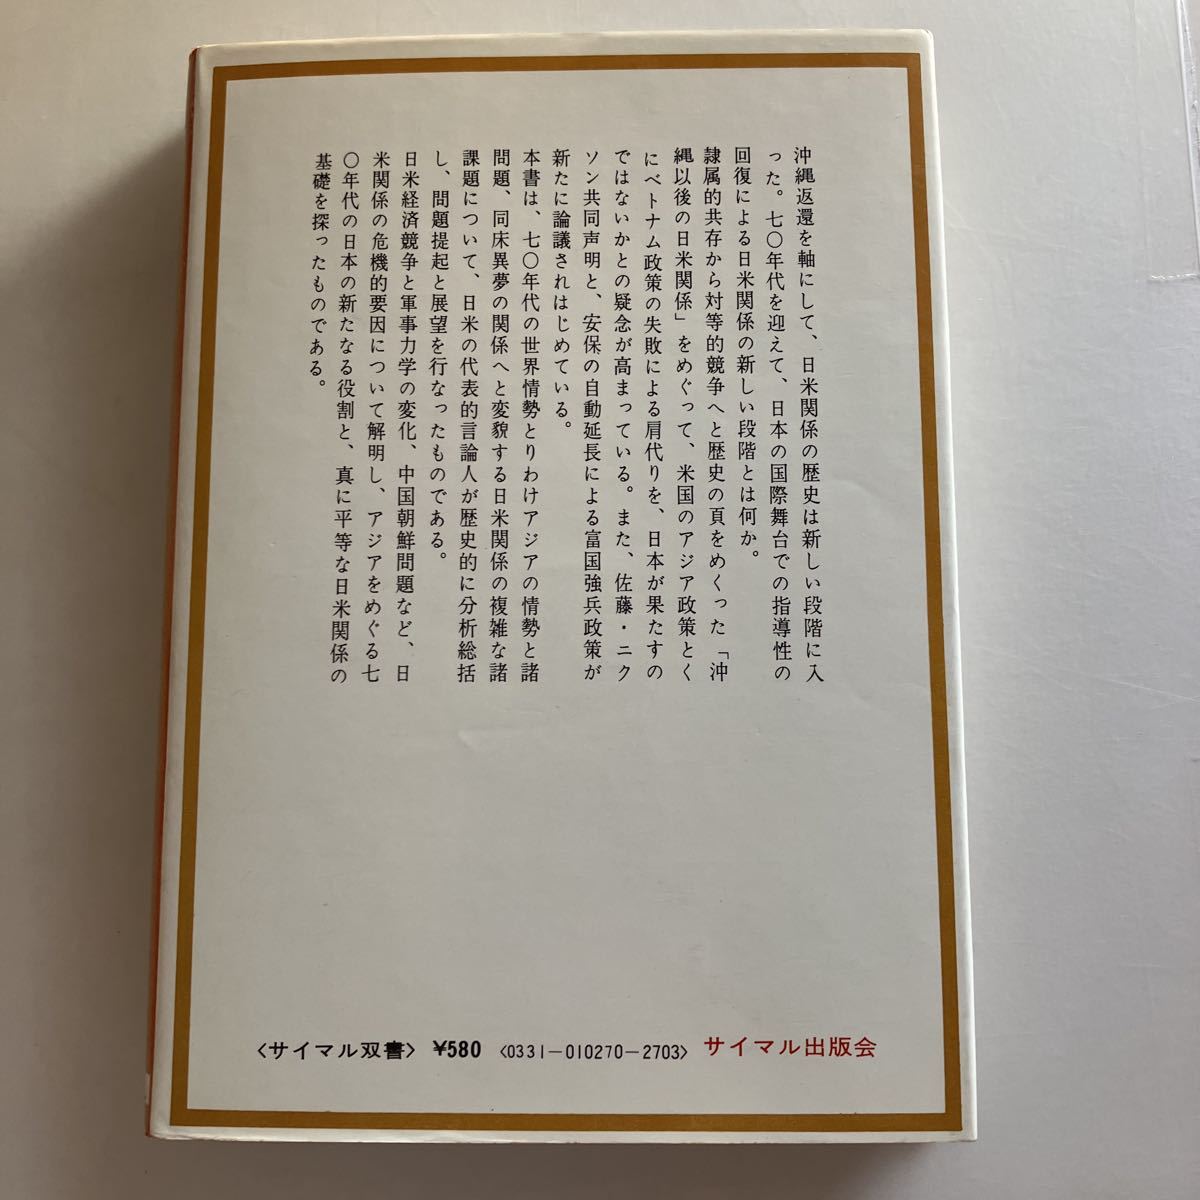 沖縄返還を軸にして、日米関係の歴史は新しい段階に入
った。七〇年代を迎えて、日本の国際舞台での指導性の
回復による日米関係の新しい段階とは何か。
隷属的共存から対等的競争へと歴史の頁をめくった「沖
縄以後の日米関係」をめぐって、米国のアジア政策とく
にベトナム政策の失敗による肩代りを、日本が果たすの
ではないかとの疑念が高まっている。また、佐藤・ニク
ソン共同声明と、安保の自動延長による富国強兵政策が
新たに論議されはじめている。
本書は、七〇年代の世界情勢とりわけアジアの情勢と諸
問題、同床異夢の関係へと変貌する日米関係の複雑な諸
課題について、日米の代表的言論人が歴史的に分析総括
し、問題提起と展望を行なったものである。
日米経済競争と軍事力学の変化、中国朝鮮問題など、日
米関係の危機的要因について解明し、アジアをめぐる七
〇年代の日本の新たなる役割と、真に平等な日米関係の
基礎を探ったものである。
〈サイマル双書〉 ¥580 〈0331-010270-2703〉 サイマル出版会